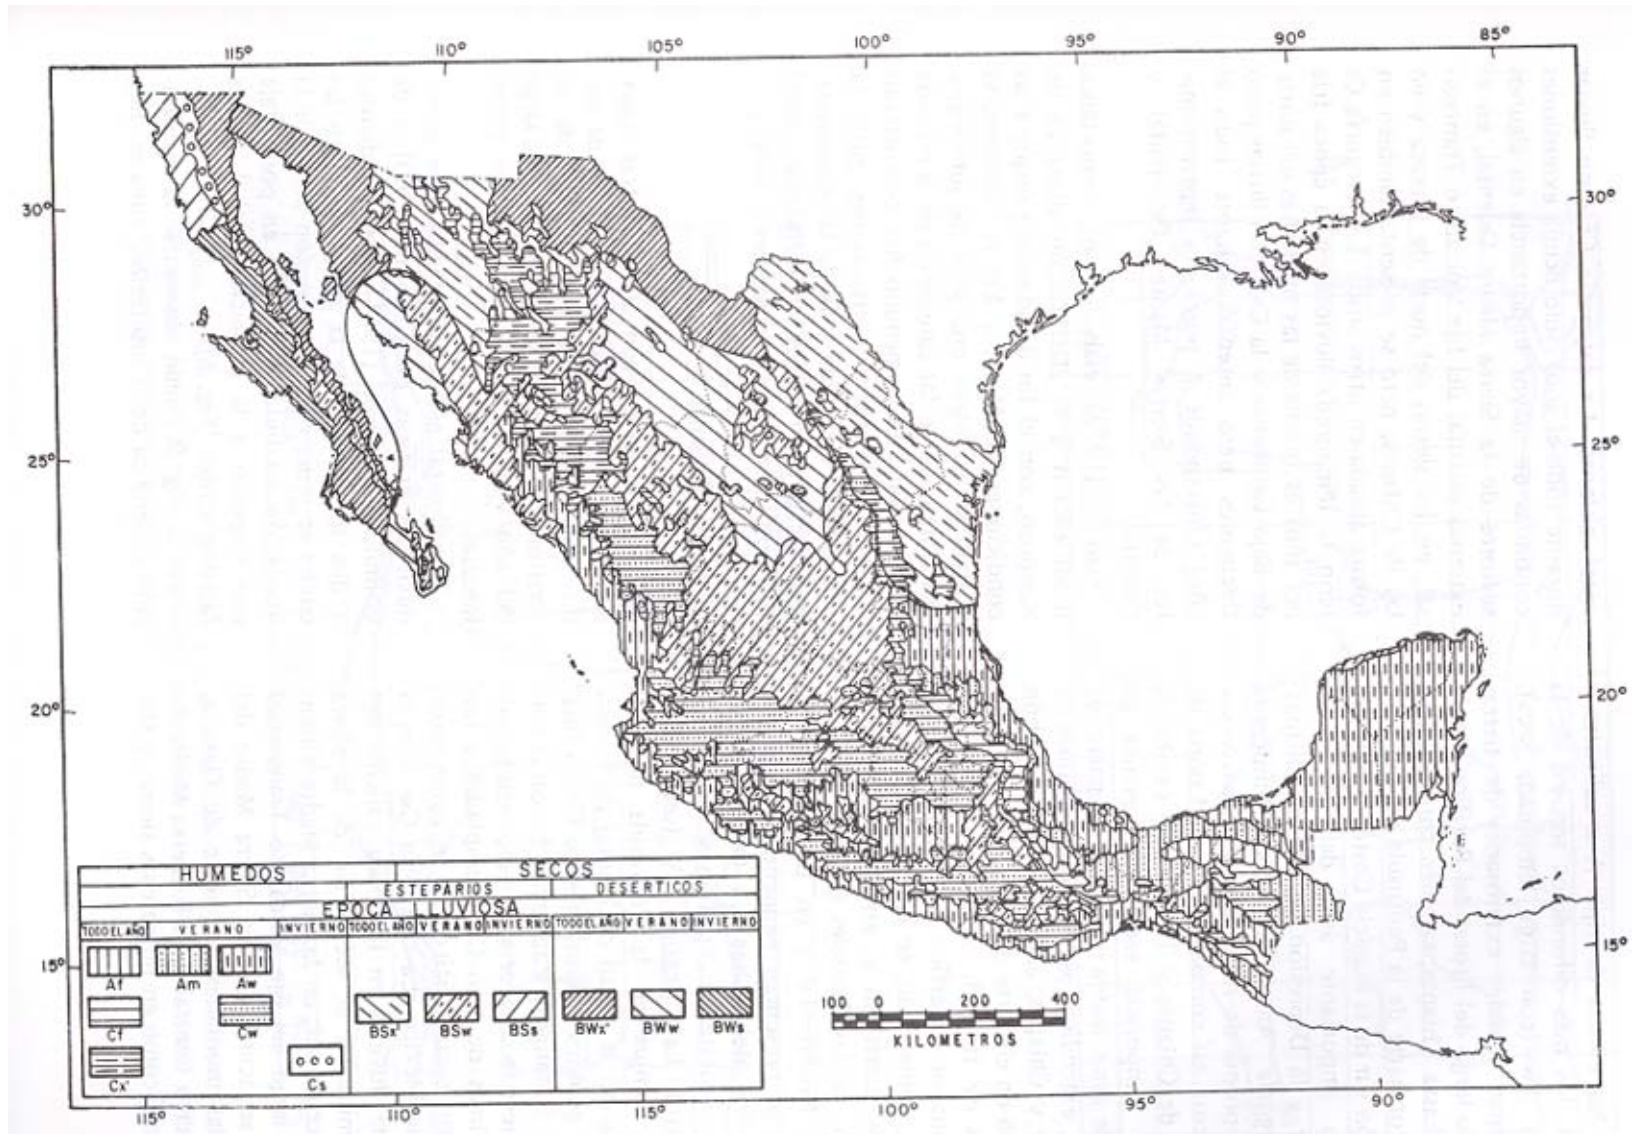 115° 110° 105° 100° 95° 90° 85°
30° 30°
25° 25°
20° 20°
15° 15°
HUMEDOS SECOS
ESTEPARIOS DESERTICOS
EPOCA LLUVIOSA
TODO EL AÑO VERANO INVIERNO TODO EL AÑO VERANO INVIERNO TODO EL AÑO VERANO INVIERNO
Af Am Aw
Cf Cw BSx' BSw BSs BWx' BWw BWs
Cx' Cs
100 0 200 400
KILOMETROS
115° 110° 105° 100° 95° 90°